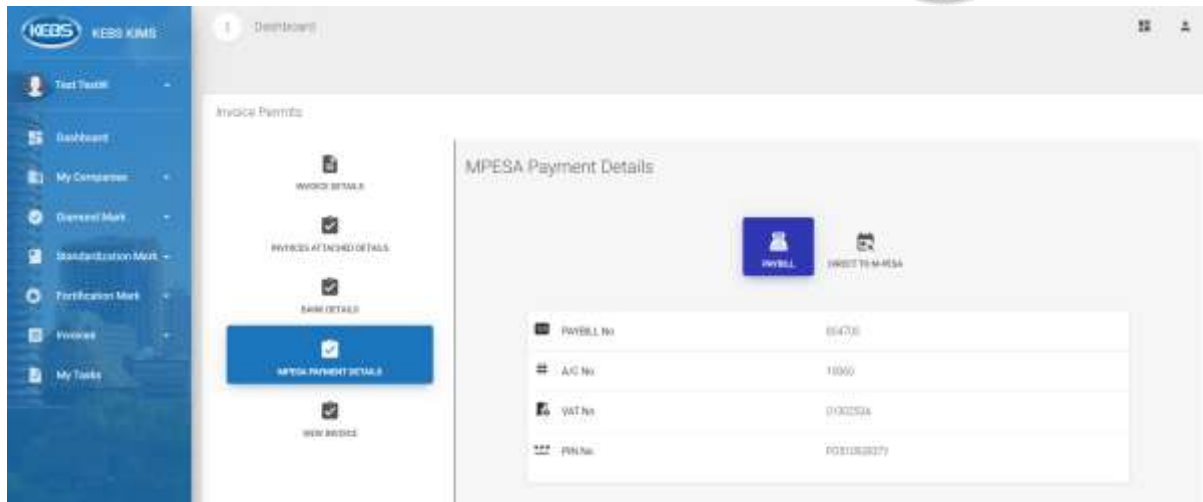 KEBS KEBS KIMS
Dashboard
Test
Invoice Permits
Dashboard
My Companies
Diamond Mark
Standardization Mark
Fortification Mark
Invoices
My Tasks
INVOICE DETAILS
INVOICES ATTACHED DETAILS
BANK DETAILS
MPESA PAYMENT DETAILS
VIEW INVOICE
MPESA Payment Details
PAYBILL
DIRECT TO M-PESA
PAYBILL No
A/C No
VAT No
PIN No